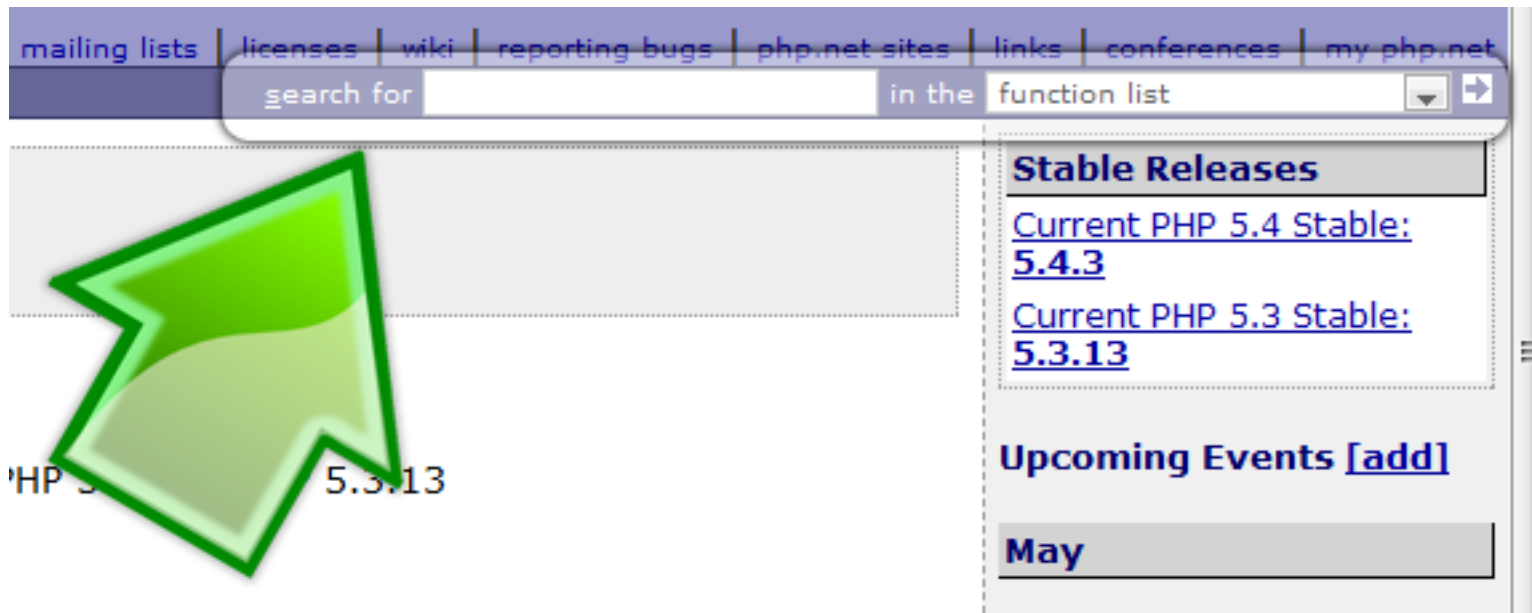 mailing lists | licenses | wiki | reporting bugs | php.net sites | links | conferences | my php.net
search for in the function list
Stable Releases
Current PHP 5.4 Stable:
5.4.3
Current PHP 5.3 Stable:
5.3.13
Upcoming Events [add]
5.3.13
May